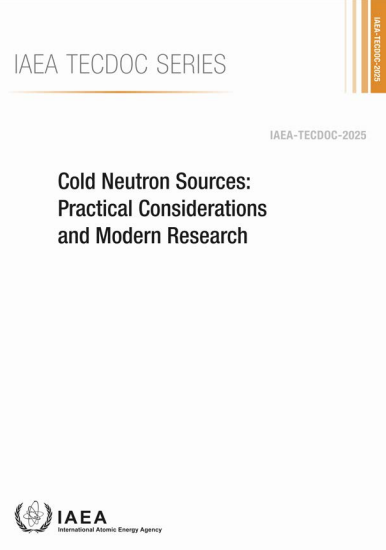 IAEA TECDOC SERIES
IAEA-TECDOC-2025
IAEA-TECDOC-2025
Cold Neutron Sources:
Practical Considerations
and Modern Research
IAEA
International Atomic Energy Agency